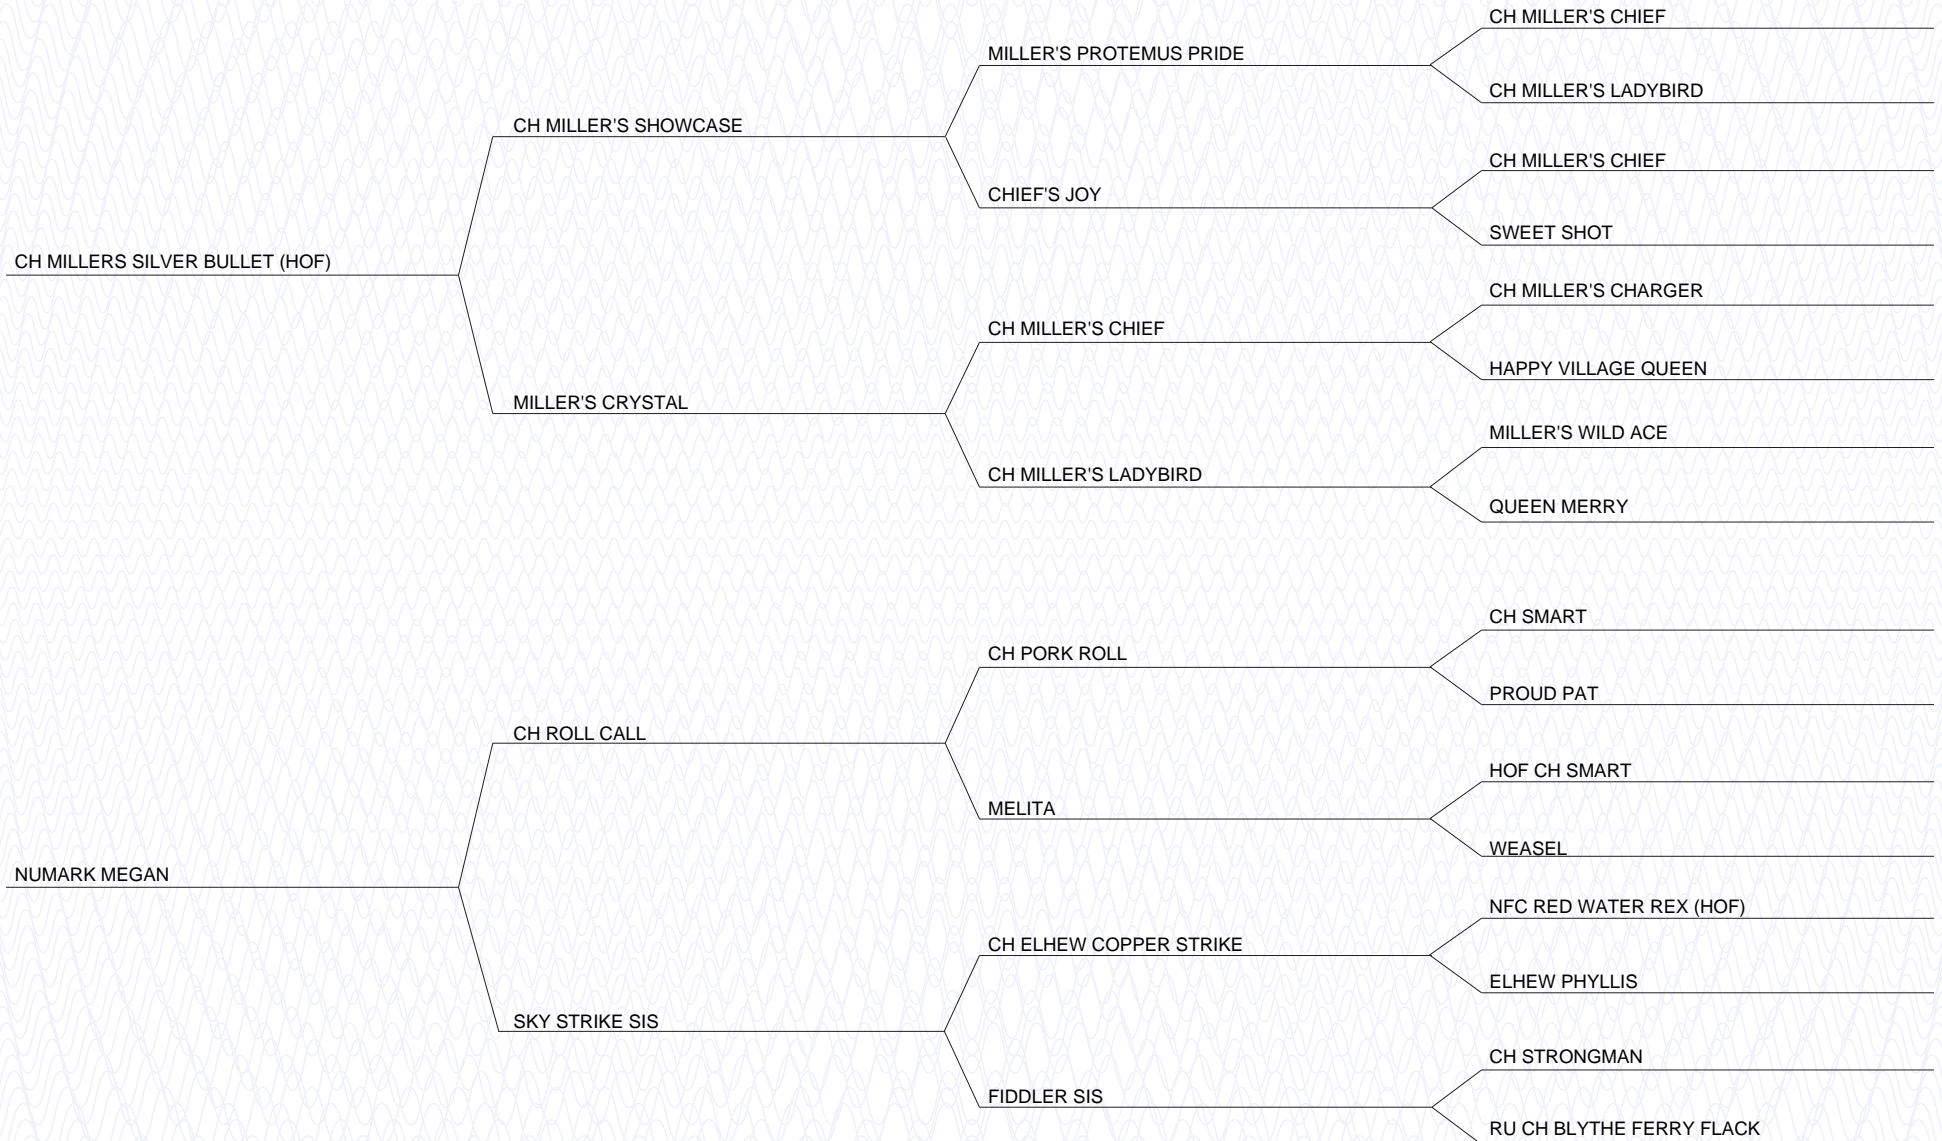 CH MILLER'S CHIEF
MILLER'S PROTEMUS PRIDE
CH MILLER'S LADYBIRD
CH MILLER'S SHOWCASE
CH MILLER'S CHIEF
CHIEF'S JOY
SWEET SHOT
CH MILLERS SILVER BULLET (HOF)
CH MILLER'S CHARGER
CH MILLER'S CHIEF
HAPPY VILLAGE QUEEN
MILLER'S CRYSTAL
MILLER'S WILD ACE
CH MILLER'S LADYBIRD
QUEEN MERRY
CH SMART
CH PORK ROLL
PROUD PAT
CH ROLL CALL
HOF CH SMART
MELITA
WEASEL
NUMARK MEGAN
NFC RED WATER REX (HOF)
CH ELHEW COPPER STRIKE
ELHEW PHYLLIS
SKY STRIKE SIS
CH STRONGMAN
FIDDLER SIS
RU CH BLYTHE FERRY FLACK